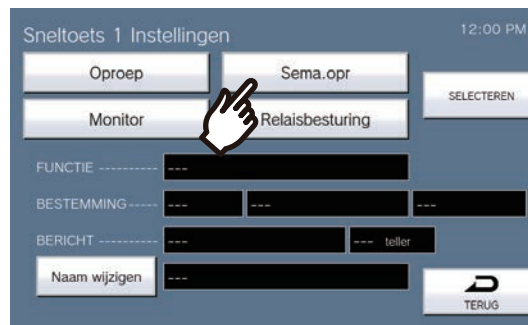 Sneltoets 1 Instellingen 12:00 PM
Oproep Sema.opr
SELECTEREN
Monitor Relaisbesturing
FUNCTIE ---------- ---
BESTEMMING ----- --- --- ---
BERICHT ---------- --- --- teller
Naam wijzigen ---
TERUG